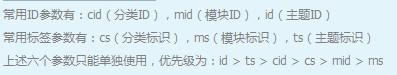 常用ID参数有：cid（分类ID），mid（模块ID），id（主题ID）
常用标签参数有：cs（分类标识），ms（模块标识），ts（主题标识）
上述六个参数只能单独使用，优先级为：id > ts > cid > cs > mid > ms